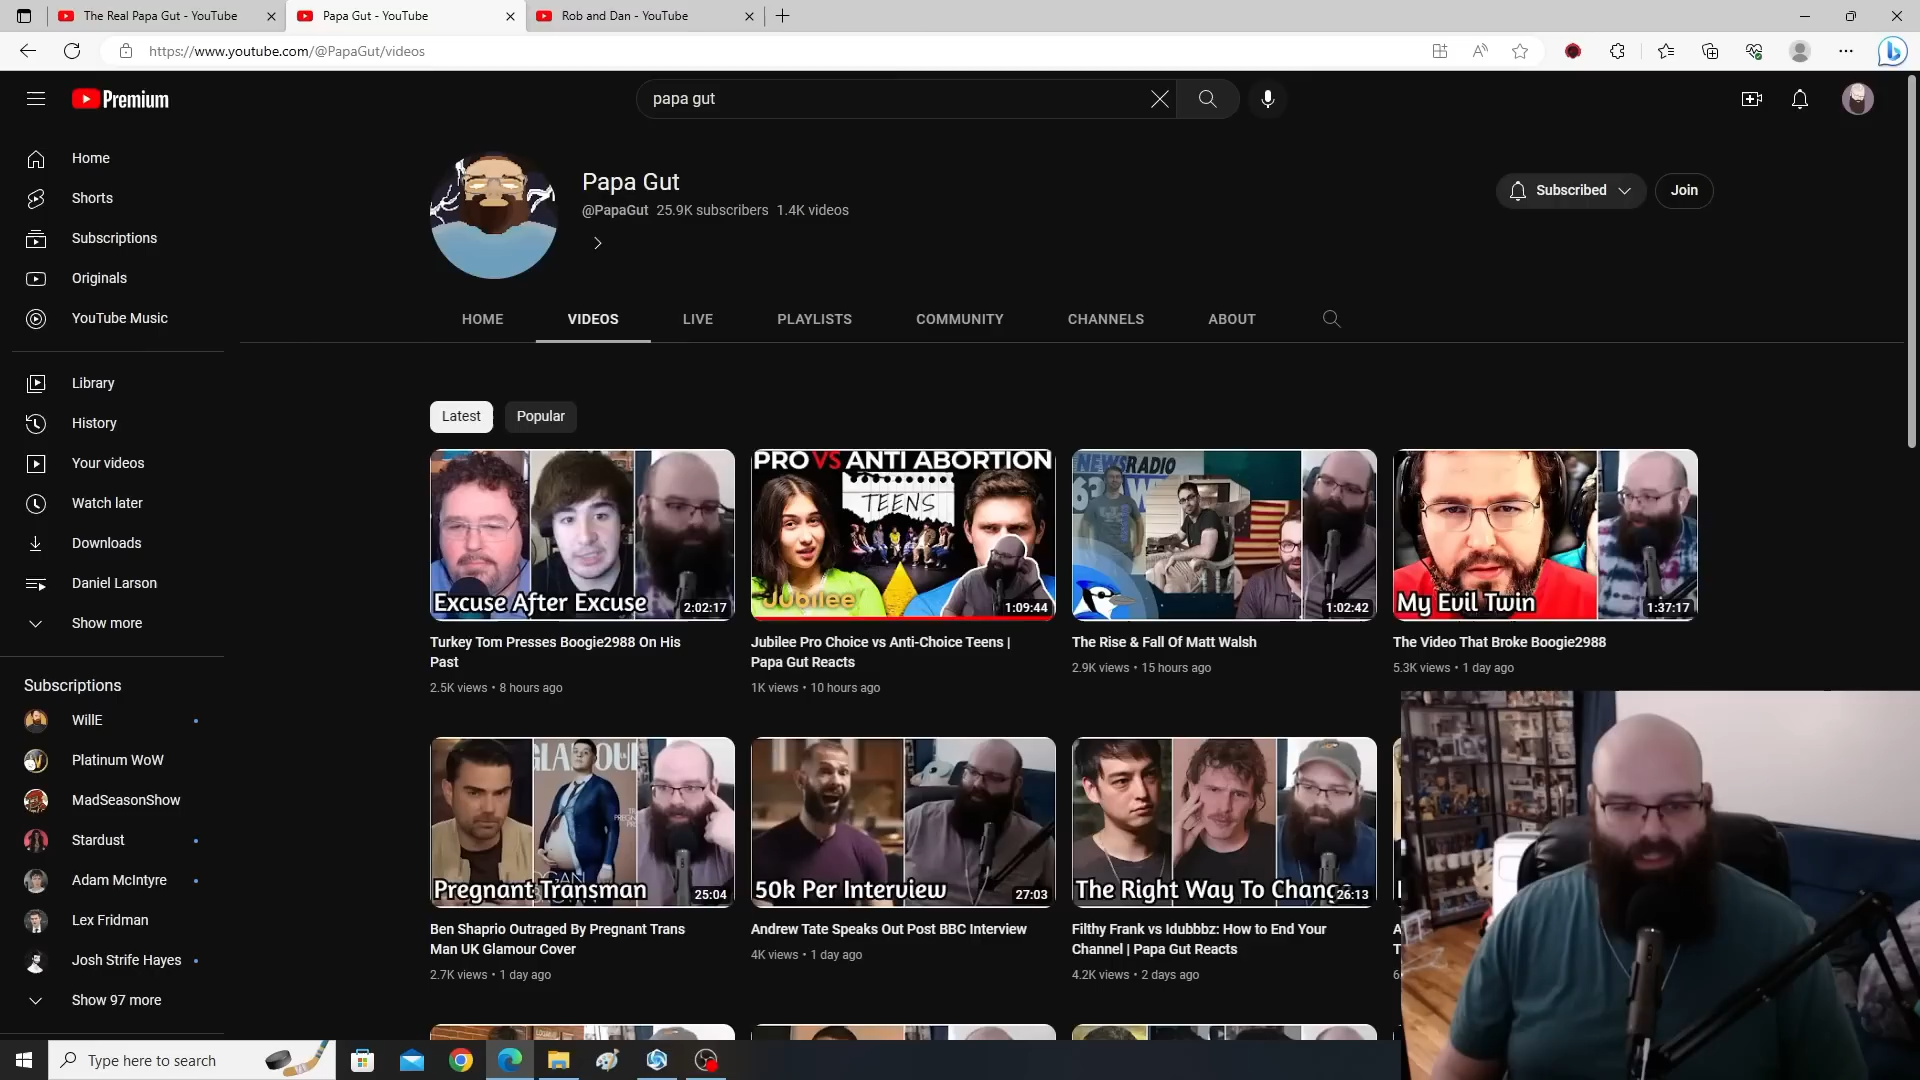 The Real Papa Gut - YouTube
Papa Gut - YouTube
Rob and Dan - YouTube
https://www.youtube.com/@PapaGut/videos
Premium
papa gut
Home
Shorts
Subscriptions
Originals
YouTube Music
Library
History
Your videos
Watch later
Downloads
Daniel Larson
Show more
Subscriptions
WillE
Platinum WoW
MadSeasonShow
Stardust
Adam McIntyre
Lex Fridman
Josh Strife Hayes
Show 97 more
Papa Gut
@PapaGut 25.9K subscribers 1.4K videos
Subscribed
Join
HOME VIDEOS LIVE PLAYLISTS COMMUNITY CHANNELS ABOUT
Latest Popular
Excuse After Excuse
2:02:17
Turkey Tom Presses Boogie2988 On His
Past
2.5K views • 8 hours ago
PRO VS ANTI ABORTION
TEENS
Jubilee
1:09:44
Jubilee Pro Choice vs Anti-Choice Teens |
Papa Gut Reacts
1K views • 10 hours ago
NEWSRADIO
1:02:42
The Rise & Fall Of Matt Walsh
2.9K views • 15 hours ago
My Evil Twin
1:37:17
The Video That Broke Boogie2988
5.3K views • 1 day ago
Pregnant Transman
25:04
Ben Shaprio Outraged By Pregnant Trans
Man UK Glamour Cover
2.7K views • 1 day ago
50k Per Interview
27:03
Andrew Tate Speaks Out Post BBC Interview
4K views • 1 day ago
The Right Way To Chang
26:13
Filthy Frank vs Idubbbz: How to End Your
Channel | Papa Gut Reacts
4.2K views • 2 days ago
Type here to search